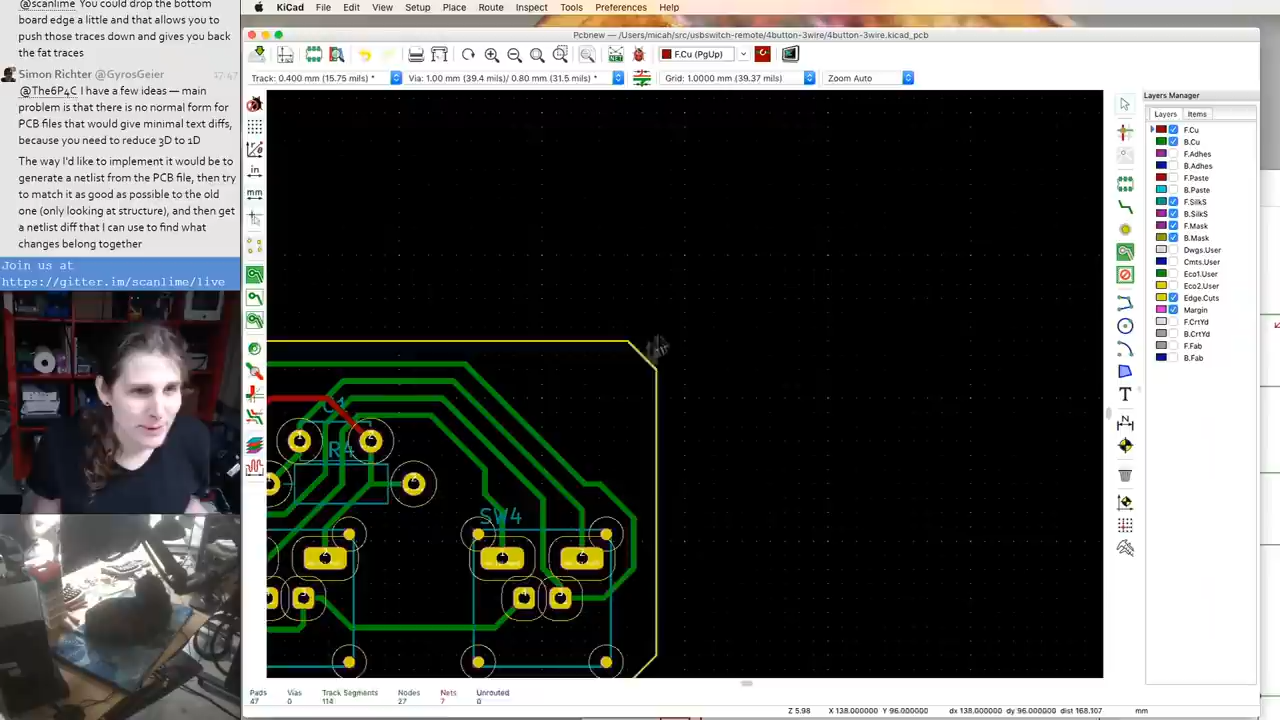 KiCad File Edit View Setup Place Route Inspect Tools Preferences Help
@scanlime You could drop the bottom
board edge a little and that allows you to
push those traces down and gives you back
the fat traces
Simon Richter @GyrosGeier 17:47
@The6P4C I had a few ideas — main
problem is that there is no normal form for
PCB files that would give minimal text diffs,
because you need to reduce 3D to 1D
The way I'd like to implement it would be to
generate a netlist from the PCB file, then try
to match it as good as possible to the old
one (only looking at structure), and then get
a netlist diff that I can use to find what
changes belong together
Join us at
https://gitter.im/scanlime/live
Pcbnew — /Users/micah/src/usbswitch-remote/4button-3wire/4button-3wire.kicad_pcb
F.Cu (PgUp)
Track: 0.400 mm (15.75 mils) * Via: 1.00 mm (39.4 mils)/ 0.80 mm (31.5 mils) * Grid: 1.0000 mm (39.37 mils) Zoom Auto
in
mm
R4
SW4
Layers Manager
Layers Items
F.Cu
B.Cu
F.Adhes
B.Adhes
F.Paste
B.Paste
F.SilkS
B.SilkS
F.Mask
B.Mask
Dwgs.User
Cmts.User
Eco1.User
Eco2.User
Edge.Cuts
Margin
F.CrtYd
B.CrtYd
F.Fab
B.Fab
Pads Vias Track Segments Nodes Nets Unrouted
47 0 114 27 7 0
Z 5.98 X 138.000000 Y 96.000000 dx 138.000000 dy 96.000000 dist 168.107 mm